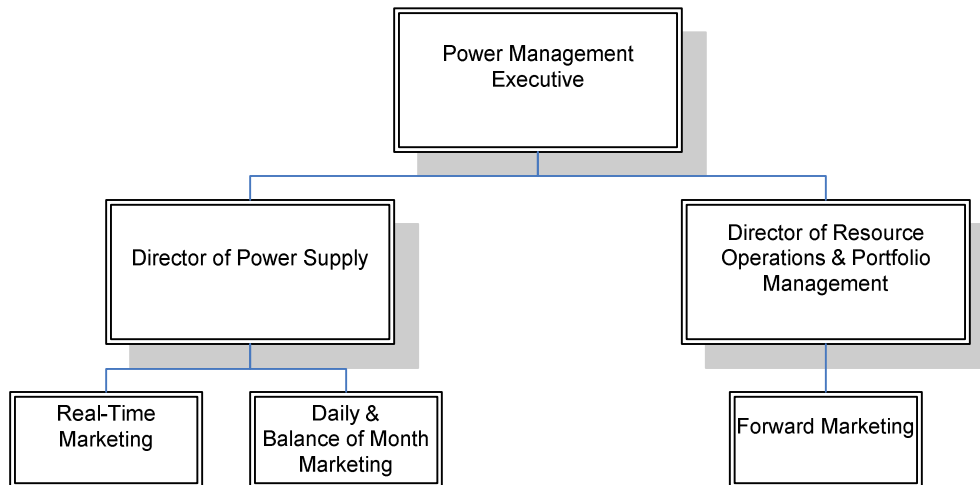 Power Management
Executive
Director of Power Supply
Director of Resource
Operations & Portfolio
Management
Real-Time
Marketing
Daily &
Balance of Month
Marketing
Forward Marketing